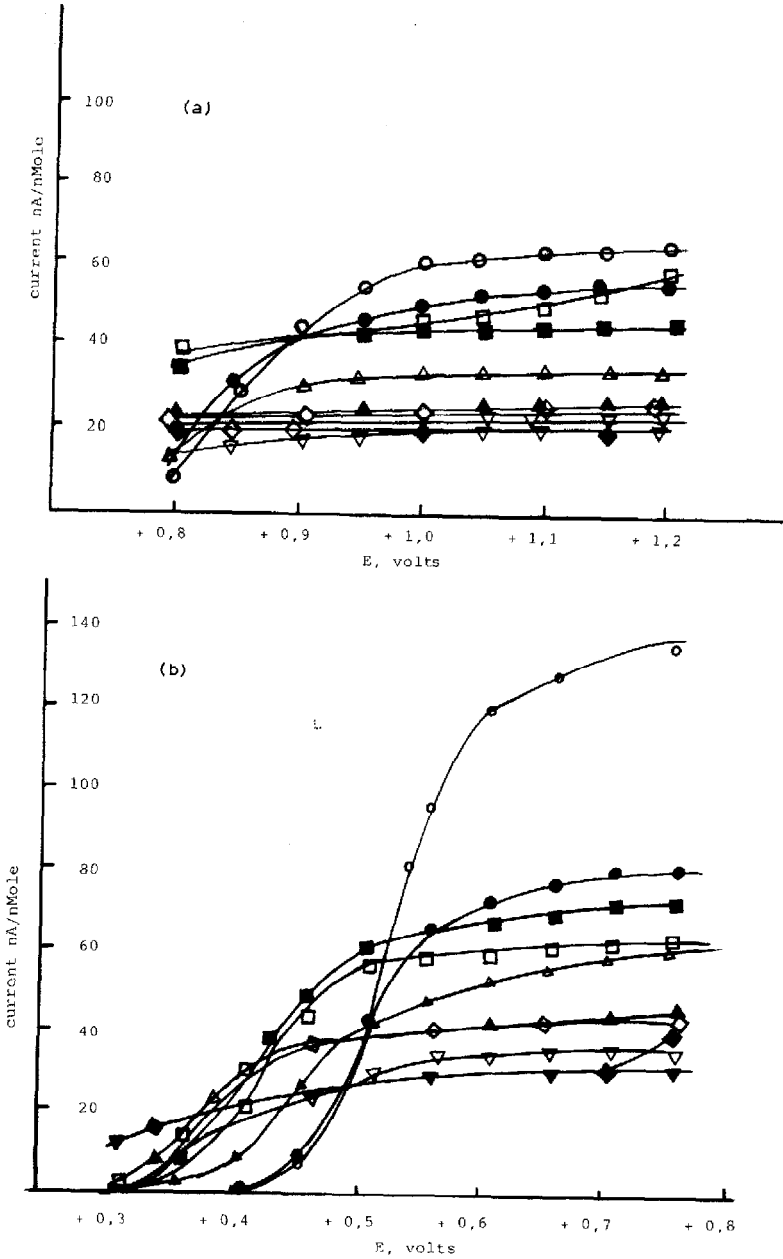 (a)
100
80
60
40
20
current nA/nMole
+ 0,8 + 0,9 + 1,0 + 1,1 + 1,2
E, volts
(b)
140
120
100
80
60
40
20
current nA/nMole
+ 0,3 + 0,4 + 0,5 + 0,6 + 0,7 + 0,8
E, volts